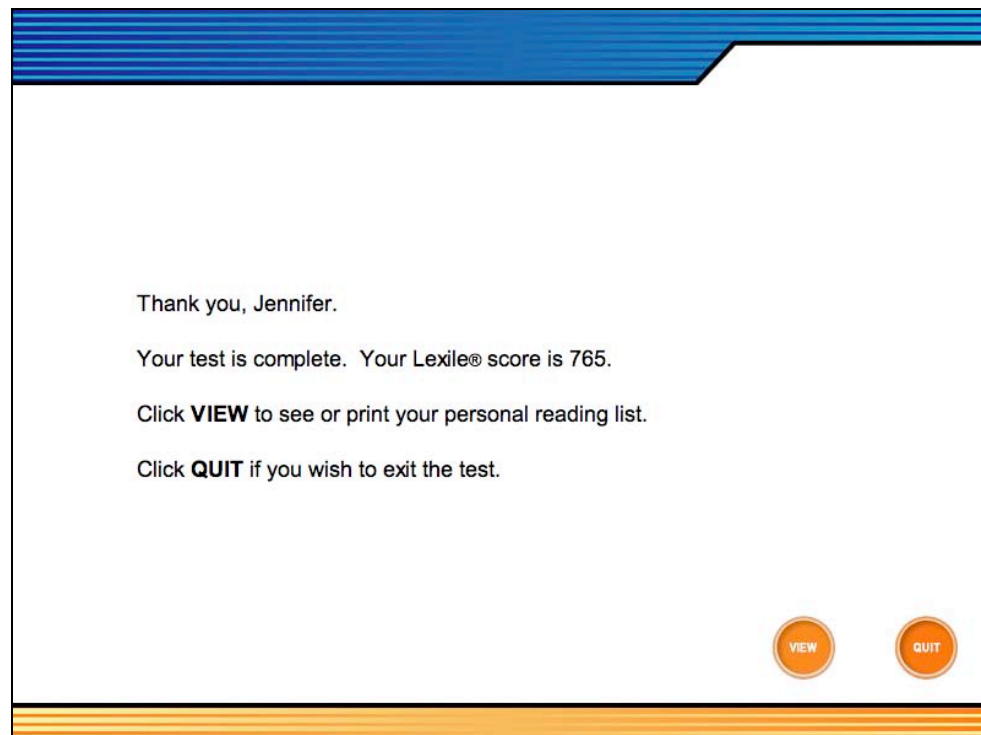 Thank you, Jennifer.
Your test is complete.  Your Lexile® score is 765.
Click VIEW to see or print your personal reading list.
Click QUIT if you wish to exit the test.
VIEW
QUIT